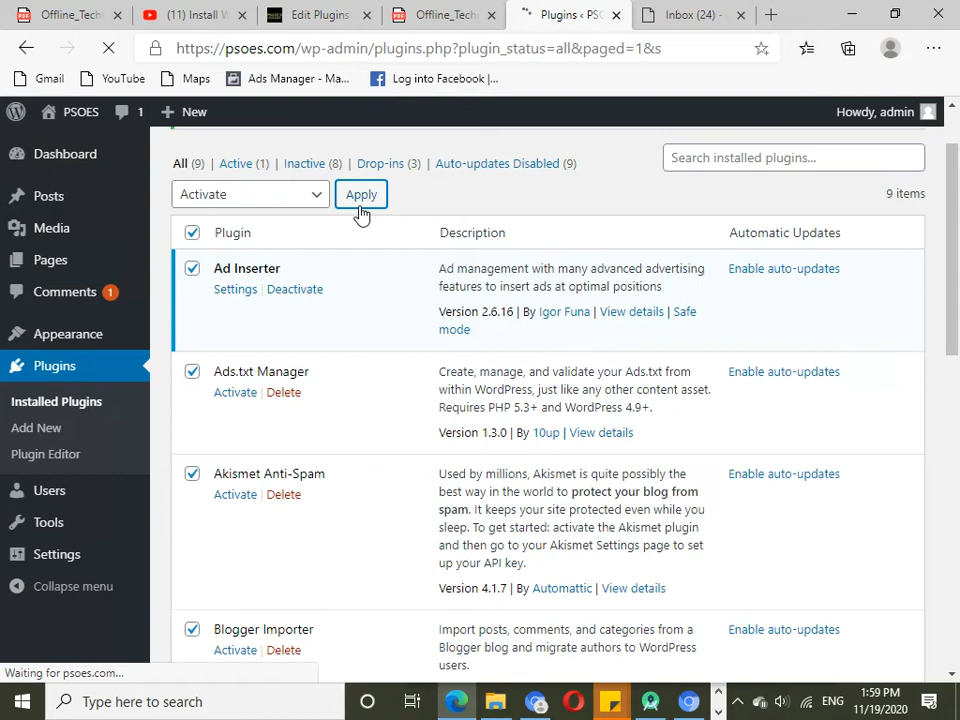 Offline_Tech
(11) Install W
Edit Plugins
Offline_Tech
Plugins ‹ PSO
Inbox (24) -
https://psoes.com/wp-admin/plugins.php?plugin_status=all&paged=1&s
Gmail
YouTube
Maps
Ads Manager - Ma...
Log into Facebook |...
PSOES
1
New
Howdy, admin
Dashboard
Posts
Media
Pages
Comments 1
Appearance
Plugins
Installed Plugins
Add New
Plugin Editor
Users
Tools
Settings
Collapse menu
All (9) | Active (1) | Inactive (8) | Drop-ins (3) | Auto-updates Disabled (9)
Search installed plugins...
Activate
Apply
9 items
Plugin
Description
Automatic Updates
Ad Inserter
Settings | Deactivate
Ad management with many advanced advertising
features to insert ads at optimal positions
Version 2.6.16 | By Igor Funa | View details | Safe
mode
Enable auto-updates
Ads.txt Manager
Activate | Delete
Create, manage, and validate your Ads.txt from
within WordPress, just like any other content asset.
Requires PHP 5.3+ and WordPress 4.9+.
Version 1.3.0 | By 10up | View details
Enable auto-updates
Akismet Anti-Spam
Activate | Delete
Used by millions, Akismet is quite possibly the
best way in the world to protect your blog from
spam. It keeps your site protected even while you
sleep. To get started: activate the Akismet plugin
and then go to your Akismet Settings page to set
up your API key.
Version 4.1.7 | By Automattic | View details
Enable auto-updates
Blogger Importer
Activate | Delete
Import posts, comments, and categories from a
Blogger blog and migrate authors to WordPress
users.
Enable auto-updates
Waiting for psoes.com...
Type here to search
ENG
1:59 PM
11/19/2020